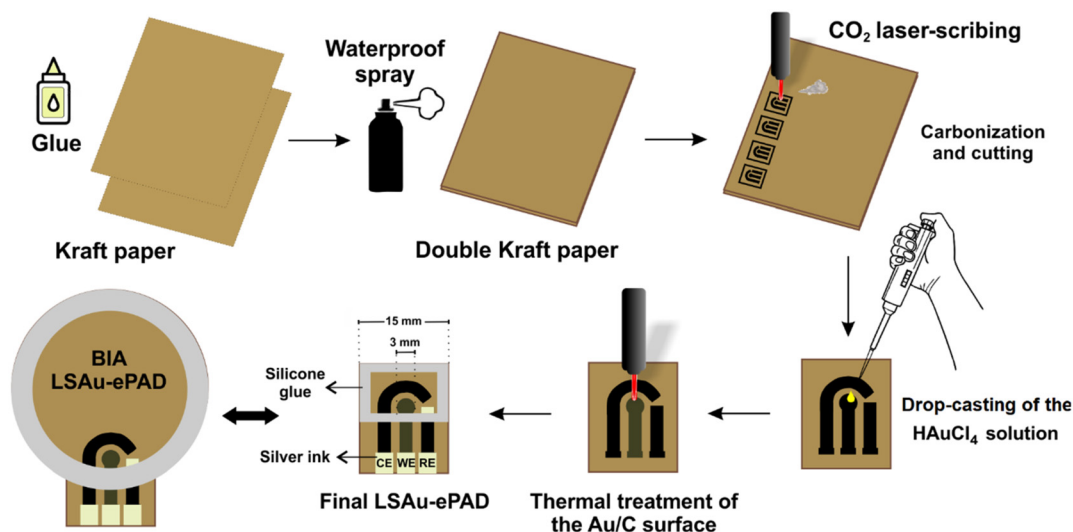 Glue
Kraft paper
Waterproof
spray
Double Kraft paper
CO₂ laser-scribing
Carbonization
and cutting
Drop-casting of the
HAuCl₄ solution
Thermal treatment of
the Au/C surface
15 mm
3 mm
Silicone
glue
Silver ink
CE WE RE
Final LSAu-ePAD
BIA
LSAu-ePAD